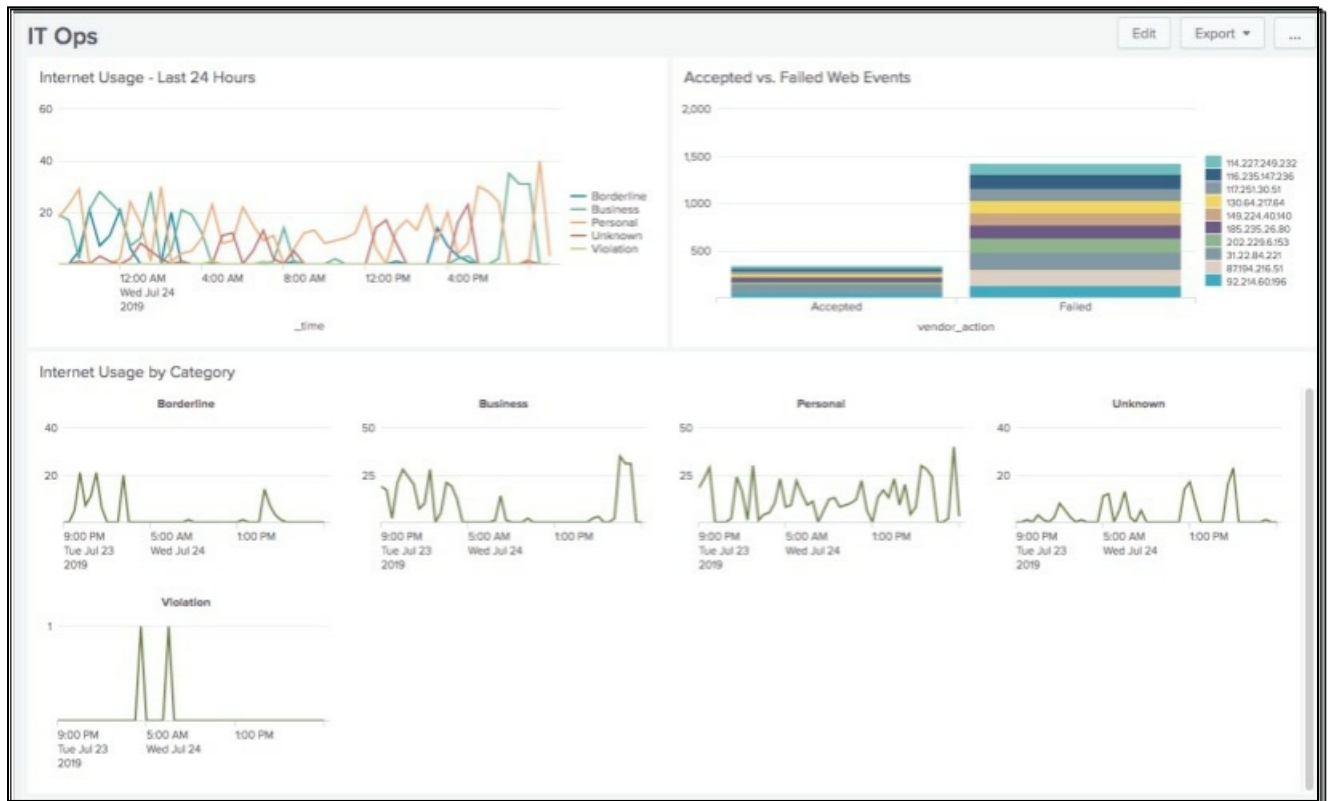 IT Ops
Edit
Export
...
Internet Usage - Last 24 Hours
60
40
20
Borderline
Business
Personal
Unknown
Violation
12:00 AM 4:00 AM 8:00 AM 12:00 PM 4:00 PM
Wed Jul 24
2019
_time
Accepted vs. Failed Web Events
2,000
1,500
1,000
500
114.227.249.232
116.235.147.236
117.251.30.51
130.64.217.64
149.224.40.140
185.235.26.80
202.229.6.153
31.22.84.221
87.194.216.51
92.214.60.196
Accepted Failed
vendor_action
Internet Usage by Category
Borderline
40
20
9:00 PM 5:00 AM 1:00 PM
Tue Jul 23 Wed Jul 24
2019
Business
50
25
9:00 PM 5:00 AM 1:00 PM
Tue Jul 23 Wed Jul 24
2019
Personal
50
25
9:00 PM 5:00 AM 1:00 PM
Tue Jul 23 Wed Jul 24
2019
Unknown
40
20
9:00 PM 5:00 AM 1:00 PM
Tue Jul 23 Wed Jul 24
2019
Violation
1
9:00 PM 5:00 AM 1:00 PM
Tue Jul 23 Wed Jul 24
2019